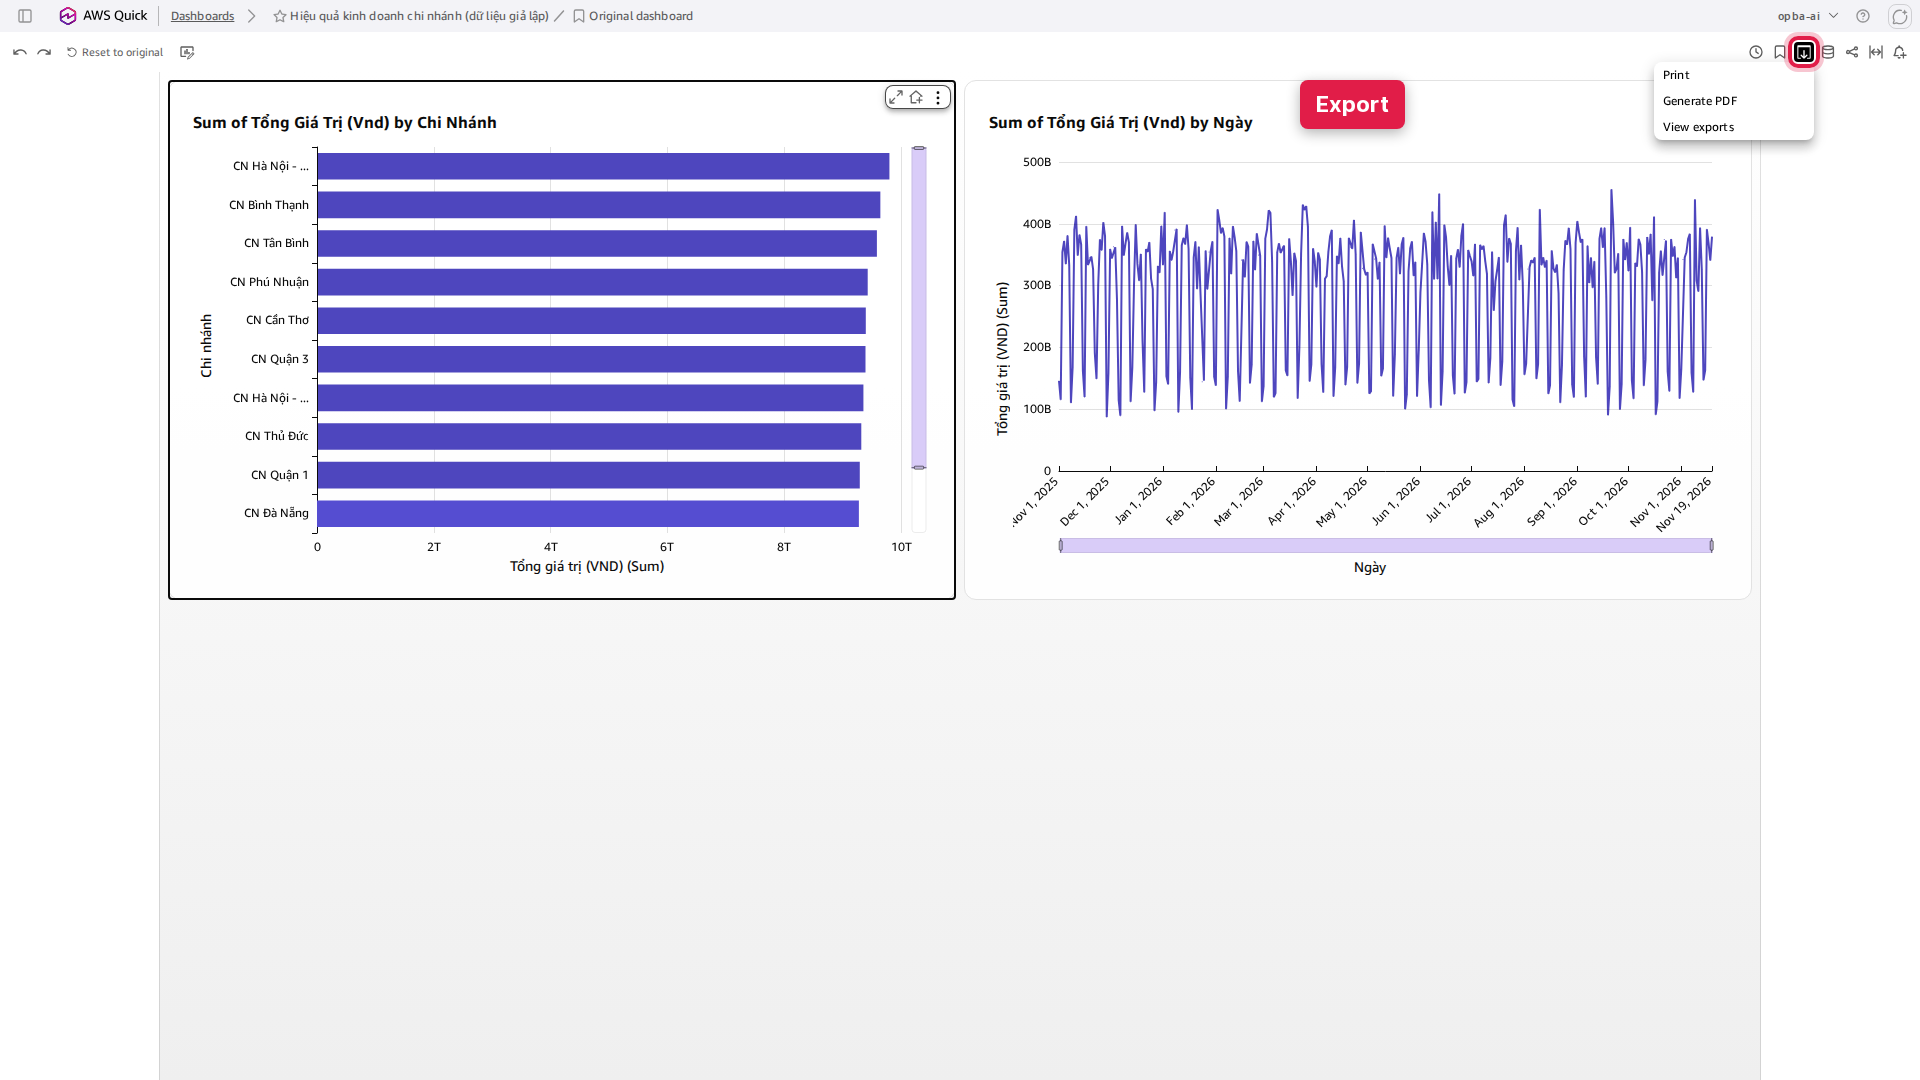 AWS Quick
Dashboards
Hiệu quả kinh doanh chi nhánh (dữ liệu giả lập)
Original dashboard
opba-ai
Reset to original
Print
Generate PDF
View exports
Export
Sum of Tổng Giá Trị (Vnd) by Chi Nhánh
Chi nhánh
CN Hà Nội - ...
CN Bình Thạnh
CN Tân Bình
CN Phú Nhuận
CN Cần Thơ
CN Quận 3
CN Hà Nội - ...
CN Thủ Đức
CN Quận 1
CN Đà Nẵng
0 2T 4T 6T 8T 10T
Tổng giá trị (VND) (Sum)
Sum of Tổng Giá Trị (Vnd) by Ngày
Tổng giá trị (VND) (Sum)
500B
400B
300B
200B
100B
0
Nov 1, 2025 Dec 1, 2025 Jan 1, 2026 Feb 1, 2026 Mar 1, 2026 Apr 1, 2026 May 1, 2026 Jun 1, 2026 Jul 1, 2026 Aug 1, 2026 Sep 1, 2026 Oct 1, 2026 Nov 1, 2026 Nov 19, 2026
Ngày